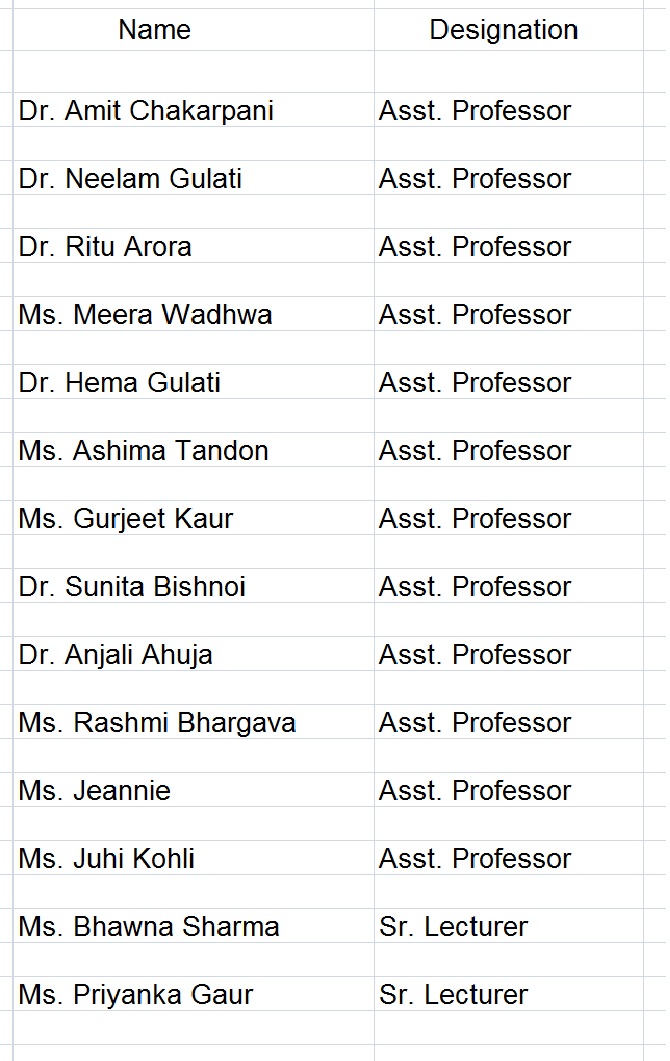 Name Designation
Dr. Amit Chakarpani Asst. Professor
Dr. Neelam Gulati Asst. Professor
Dr. Ritu Arora Asst. Professor
Ms. Meera Wadhwa Asst. Professor
Dr. Hema Gulati Asst. Professor
Ms. Ashima Tandon Asst. Professor
Ms. Gurjeet Kaur Asst. Professor
Dr. Sunita Bishnoi Asst. Professor
Dr. Anjali Ahuja Asst. Professor
Ms. Rashmi Bhargava Asst. Professor
Ms. Jeannie Asst. Professor
Ms. Juhi Kohli Asst. Professor
Ms. Bhawna Sharma Sr. Lecturer
Ms. Priyanka Gaur Sr. Lecturer